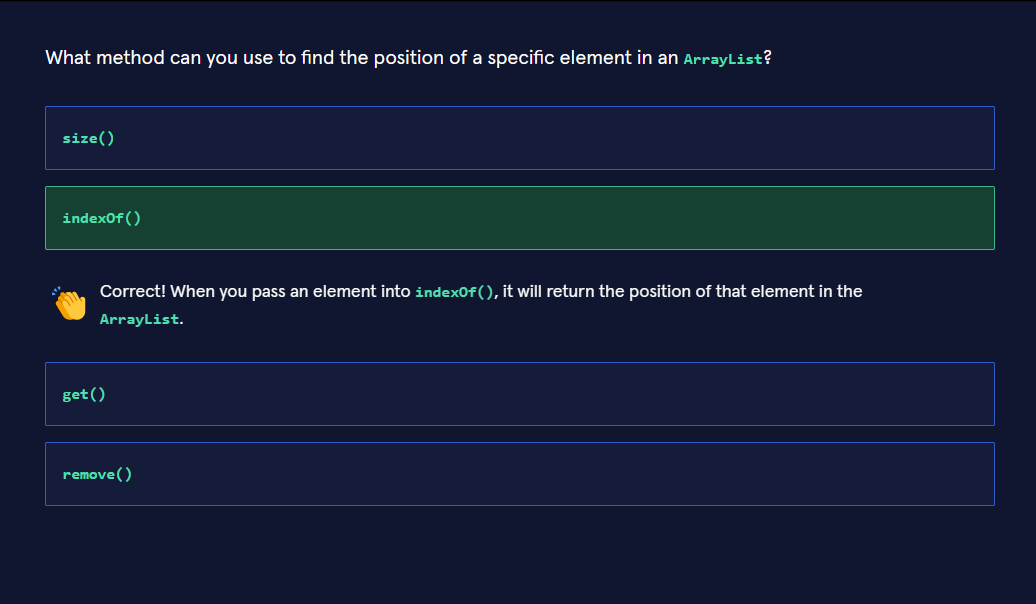 What method can you use to find the position of a specific element in an ArrayList?
size()
indexOf()
Correct! When you pass an element into indexOf(), it will return the position of that element in the
ArrayList.
get()
remove()